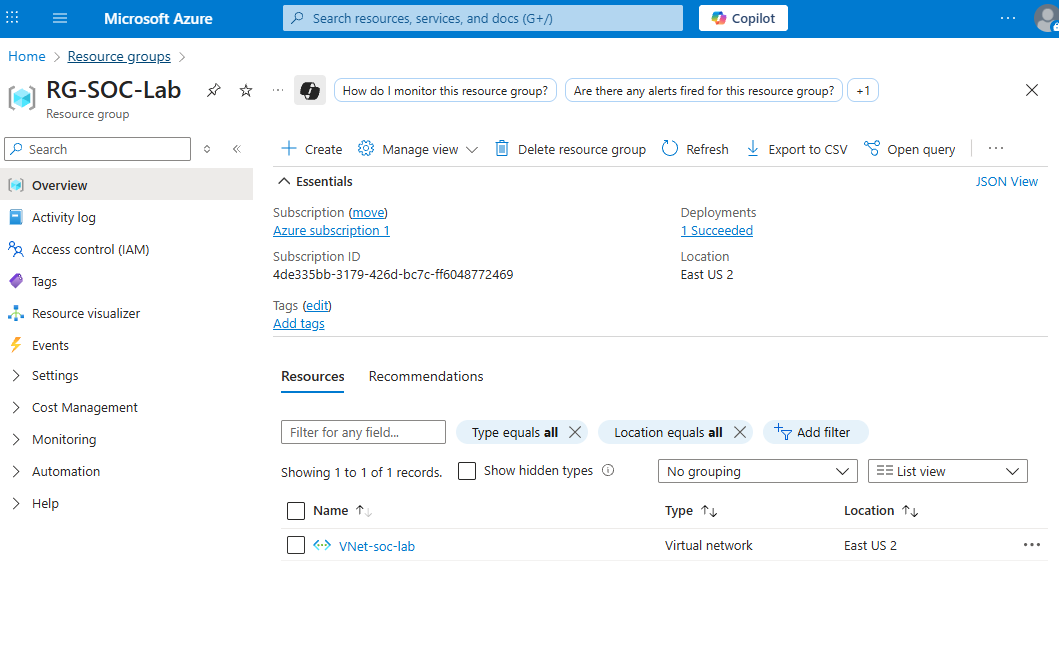 Microsoft Azure
Search resources, services, and docs (G+/)
Copilot
Home > Resource groups >
RG-SOC-Lab
Resource group
How do I monitor this resource group?
Are there any alerts fired for this resource group?
+1
Search
Overview
Activity log
Access control (IAM)
Tags
Resource visualizer
Events
Settings
Cost Management
Monitoring
Automation
Help
Create
Manage view
Delete resource group
Refresh
Export to CSV
Open query
Essentials
JSON View
Subscription (move)
Azure subscription 1
Subscription ID
4de335bb-3179-426d-bc7c-ff6048772469
Tags (edit)
Add tags
Deployments
1 Succeeded
Location
East US 2
Resources
Recommendations
Filter for any field...
Type equals all
Location equals all
Add filter
Showing 1 to 1 of 1 records.
Show hidden types
No grouping
List view
Name
Type
Location
VNet-soc-lab
Virtual network
East US 2